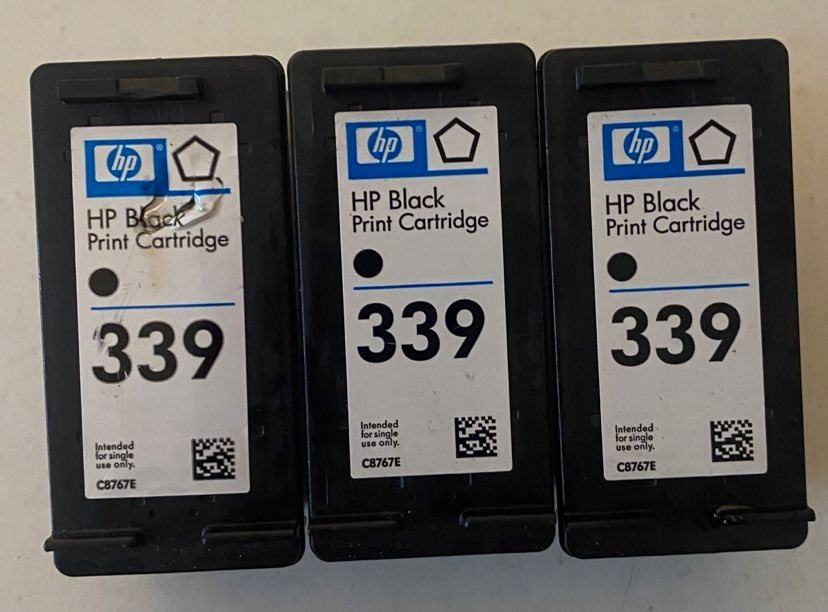 hp®
HP Black
Print Cartridge
339
Intended
for single
use only.
C8767E
hp®
HP Black
Print Cartridge
339
Intended
for single
use only.
C8767E
hp®
HP Black
Print Cartridge
339
Intended
for single
use only.
C8767E